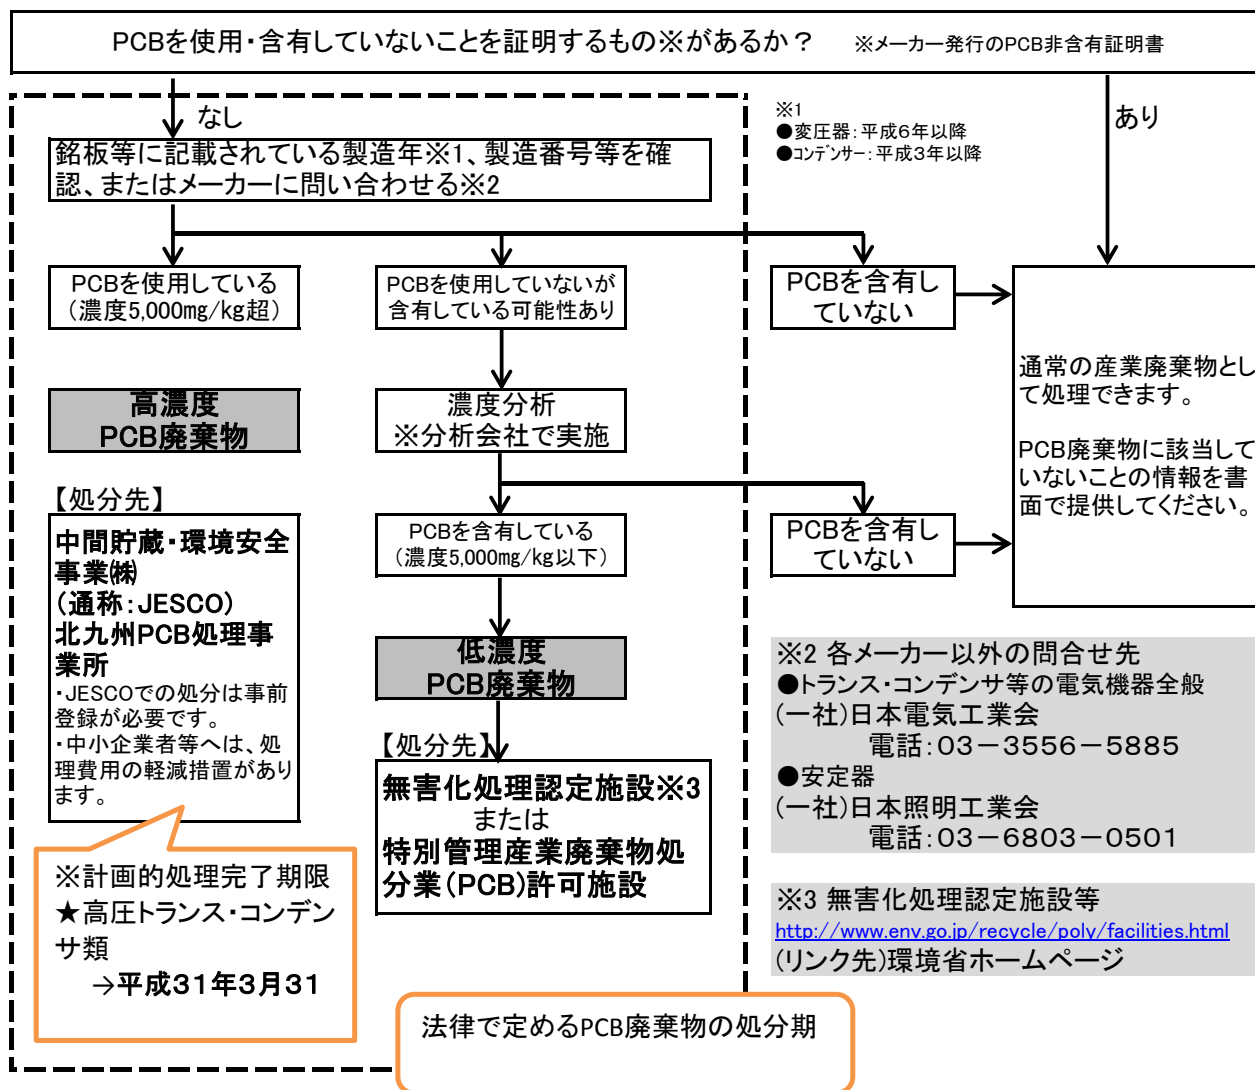 PCBを使用・含有していないことを証明するもの※があるか？ ※メーカー発行のPCB非含有証明書
なし
※1
●変圧器：平成６年以降
●コンデンサー：平成３年以降
あり
銘板等に記載されている製造年※1、製造番号等を確
認、またはメーカーに問い合わせる※2
PCBを使用している
（濃度5,000mg/kg超）
PCBを使用していないが
含有している可能性あり
PCBを含有し
ていない
通常の産業廃棄物とし
て処理できます。
PCB廃棄物に該当して
いないことの情報を書
面で提供してください。
高濃度
PCB廃棄物
濃度分析
※分析会社で実施
【処分先】
中間貯蔵・環境安全
事業㈱
（通称：JESCO）
北九州PCB処理事
業所
・JESCOでの処分は事前
登録が必要です。
・中小企業者等へは、処
理費用の軽減措置があり
ます。
PCBを含有している
（濃度5,000mg/kg以下）
PCBを含有し
ていない
低濃度
PCB廃棄物
【処分先】
無害化処理認定施設※3
または
特別管理産業廃棄物処
分業（PCB）許可施設
※2 各メーカー以外の問合せ先
●トランス・コンデンサ等の電気機器全般
(一社)日本電気工業会
電話：０３－３５５６－５８８５
●安定器
(一社)日本照明工業会
電話：０３－６８０３－０５０１
※3 無害化処理認定施設等
http://www.env.go.jp/recycle/poly/facilities.html
(リンク先)環境省ホームページ
※計画的処理完了期限
★高圧トランス・コンデン
サ類
→平成３１年３月３１
法律で定めるPCB廃棄物の処分期